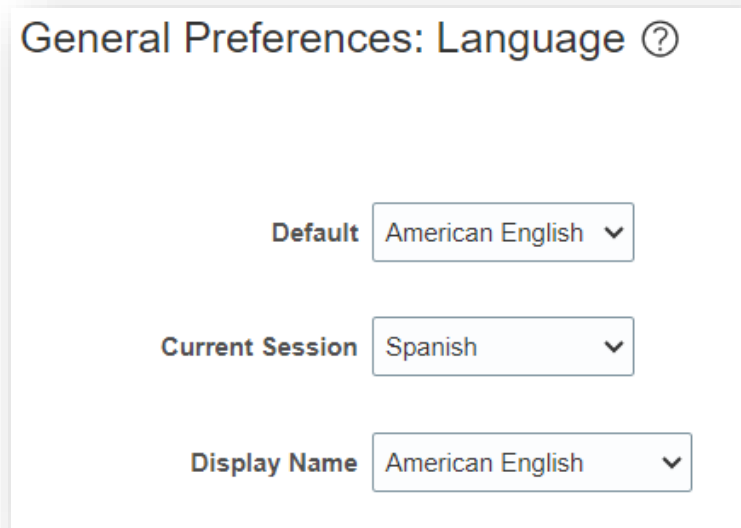 General Preferences: Language ?
Default American English
Current Session Spanish
Display Name American English